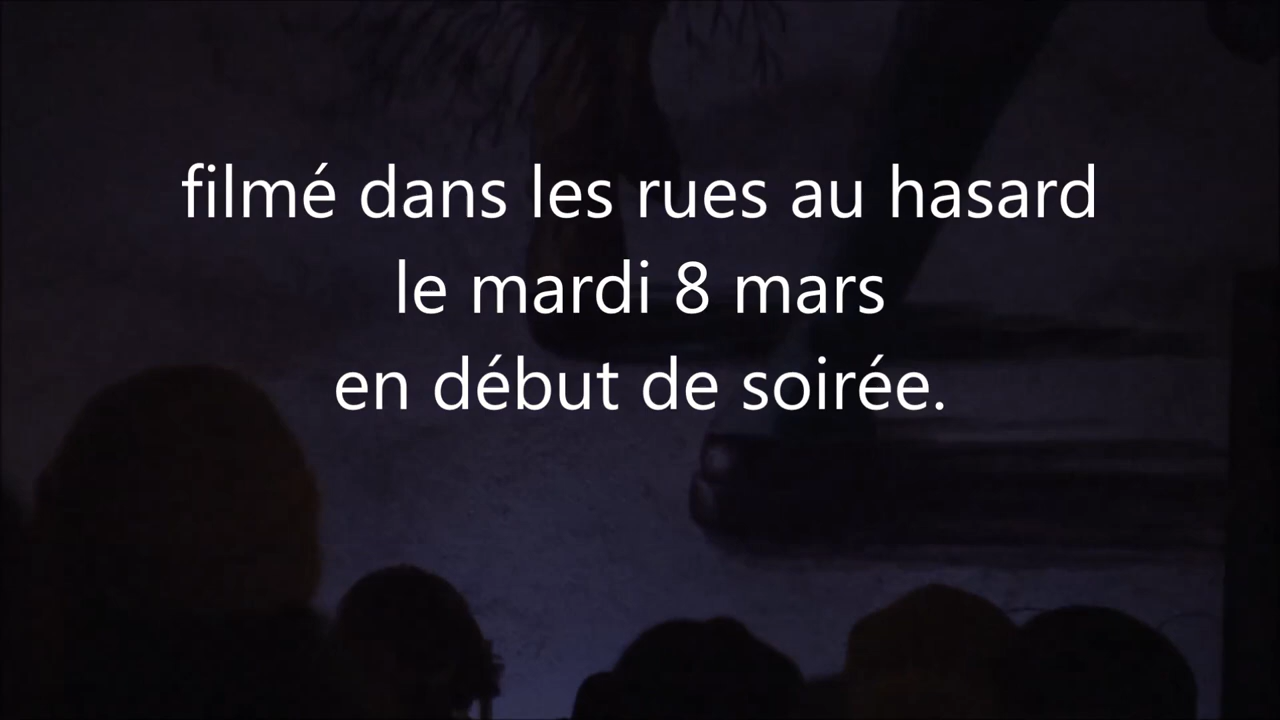 filmé dans les rues au hasard
le mardi 8 mars
en début de soirée.